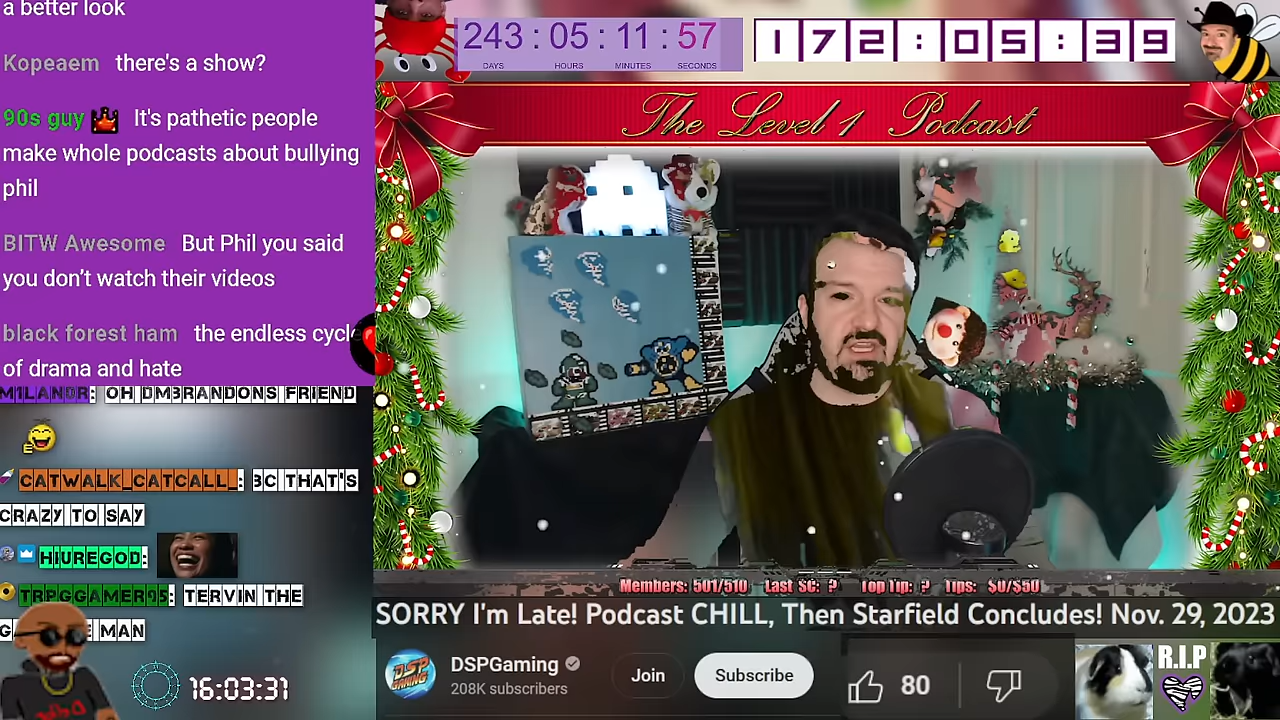 a better look
Kopeaem there's a show?
90s guy It's pathetic people
make whole podcasts about bullying
phil
BITW Awesome But Phil you said
you don't watch their videos
black forest ham the endless cycle
of drama and hate
M1LANDR: OH DM3RANDONS FRIEND
CATWALK_CATCALL_: BC THAT'S
CRAZY TO SAY
HIUREGOD:
TRPGGAMER95: TERVIN THE
MAN
16:03:31
243 : 05 : 11 : 57
DAYS HOURS MINUTES SECONDS
172:05:39
The Level 1 Podcast
Members: 501/510 Last SC: ? Top Tip: ? Tips: $0/$50
SORRY I'm Late! Podcast CHILL, Then Starfield Concludes! Nov. 29, 2023
DSP GAMING
DSPGaming
208K subscribers
Join
Subscribe
80
R.I.P